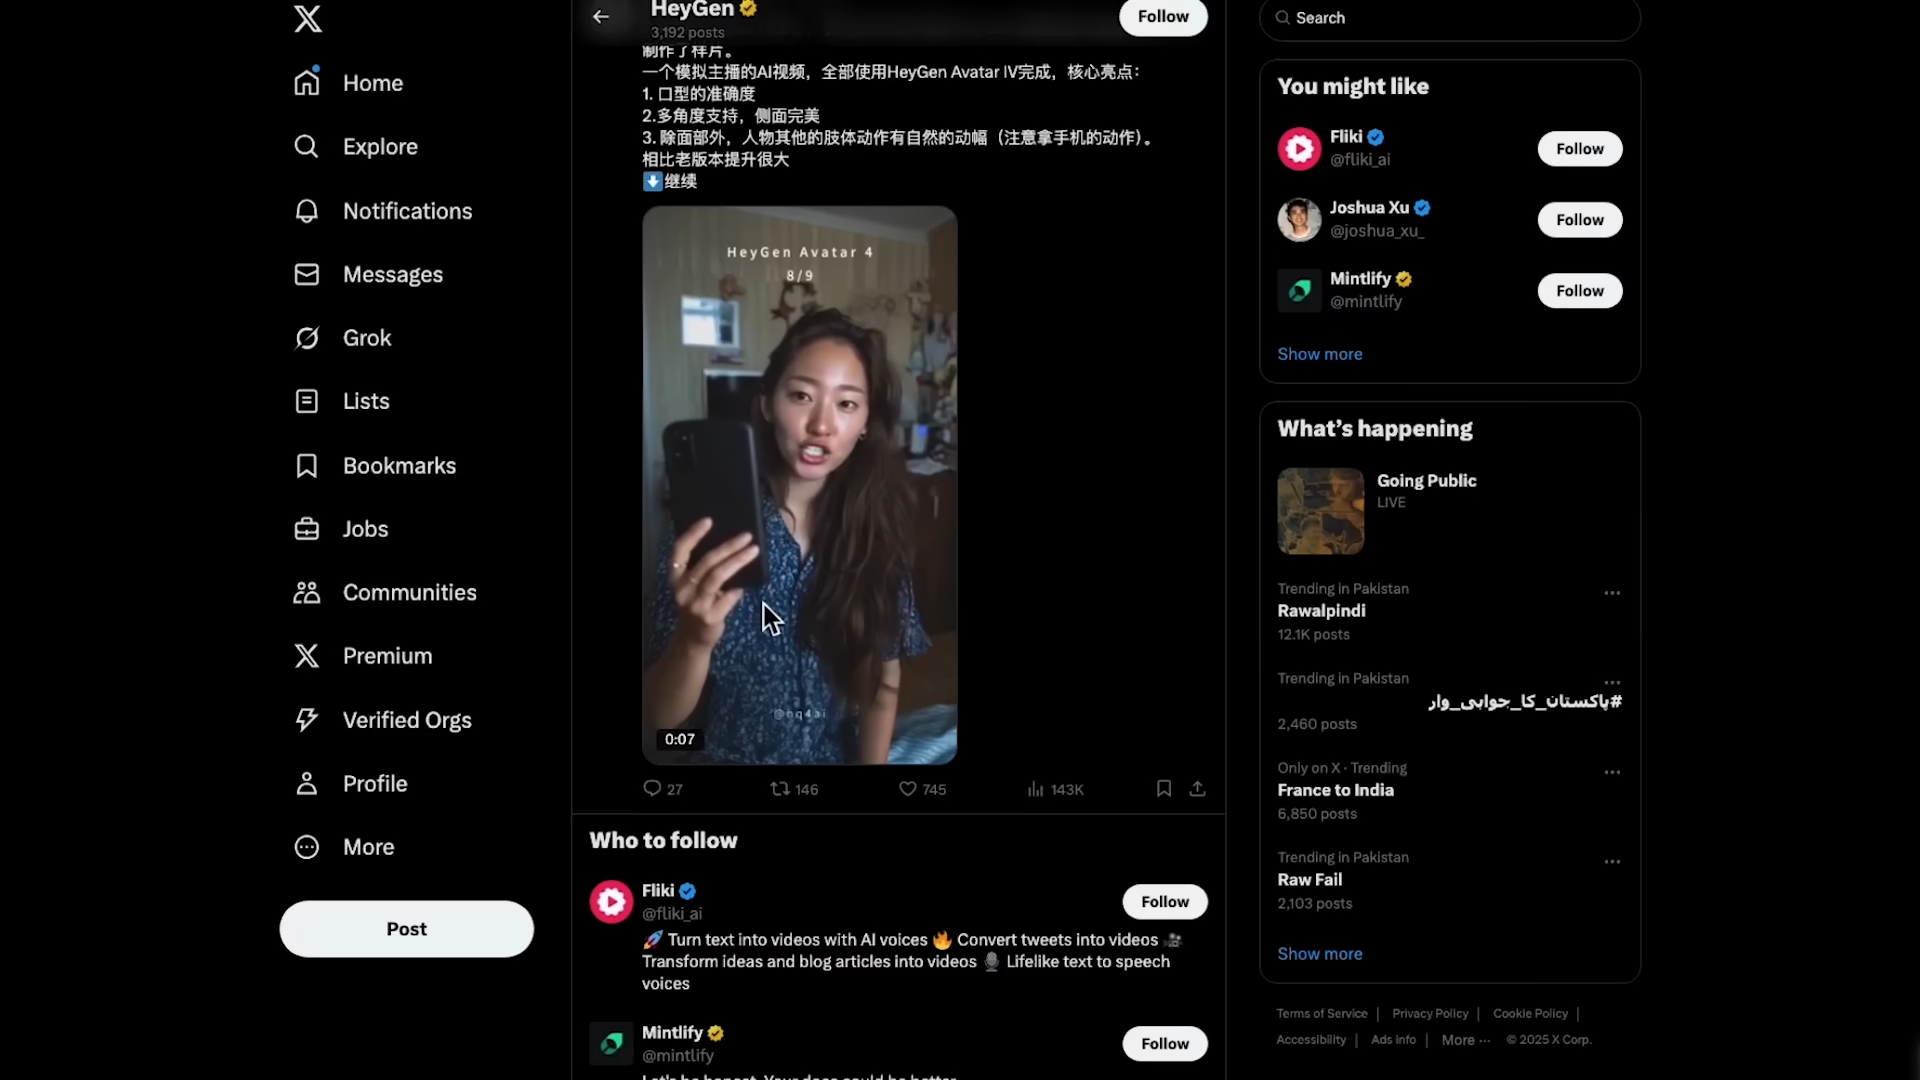 HeyGen
3,192 posts
Follow
制作了样片。
一个模拟主播的AI视频，全部使用HeyGen Avatar IV完成，核心亮点：
1. 口型的准确度
2.多角度支持，侧面完美
3. 除面部外，人物其他的肢体动作有自然的动幅（注意拿手机的动作）。
相比老版本提升很大
⬇️继续
HeyGen Avatar 4
8/9
@nq4ai
0:07
27
146
745
143K
Who to follow
Fliki
@fliki_ai
Follow
🚀 Turn text into videos with AI voices 🔥 Convert tweets into videos 🎥
Transform ideas and blog articles into videos 🎙️ Lifelike text to speech
voices
Mintlify
@mintlify
Follow
Let's be honest. Your docs could be better.
Home
Explore
Notifications
Messages
Grok
Lists
Bookmarks
Jobs
Communities
Premium
Verified Orgs
Profile
More
Post
Search
You might like
Fliki
@fliki_ai
Follow
Joshua Xu
@joshua_xu_
Follow
Mintlify
@mintlify
Follow
Show more
What's happening
Going Public
LIVE
Trending in Pakistan
Rawalpindi
12.1K posts
Trending in Pakistan
#پاکستان_کا_جوابی_وار
2,460 posts
Only on X · Trending
France to India
6,850 posts
Trending in Pakistan
Raw Fail
2,103 posts
Show more
Terms of Service | Privacy Policy | Cookie Policy |
Accessibility | Ads info | More ··· © 2025 X Corp.